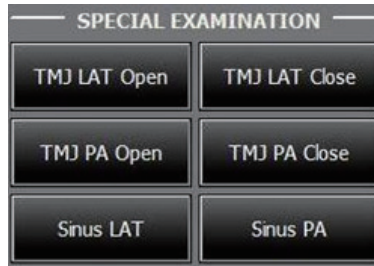 SPECIAL EXAMINATION
TMJ LAT Open TMJ LAT Close
TMJ PA Open TMJ PA Close
Sinus LAT Sinus PA